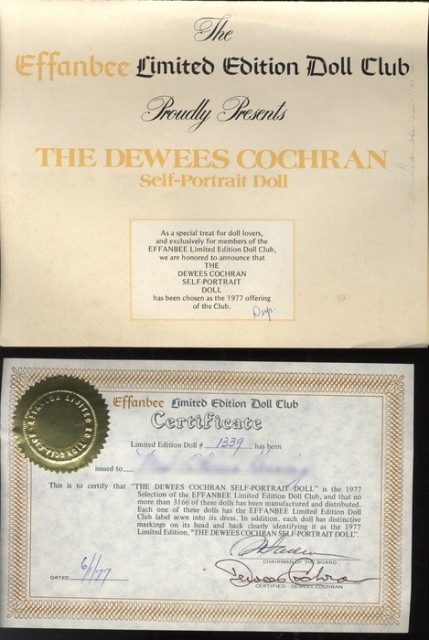 The
Effanbee Limited Edition Doll Club
Proudly Presents
THE DEWEES COCHRAN
Self-Portrait Doll
As a special treat for doll lovers,
and exclusively for members of the
EFFANBEE Limited Edition Doll Club,
we are honored to announce that
THE
DEWEES COCHRAN
SELF-PORTRAIT
DOLL
has been chosen as the 1977 offering
of the Club.
Effanbee Limited Edition Doll Club
Certificate
Limited Edition Doll # 1339 has been
issued to
This is to certify that "THE DEWEES COCHRAN SELF-PORTRAIT DOLL" is the 1977
Selection of the EFFANBEE Limited Edition Doll Club, and that no
more than 3166 of these dolls has been manufactured and distributed.
Each one of these dolls has the EFFANBEE Limited Edition Doll
Club label sewn into its dress. In addition, each doll has distinctive
markings on its head and back clearly identifying it as the 1977
Limited Edition, "THE DEWEES COCHRAN SELF-PORTRAIT DOLL".
CHAIRMAN OF THE BOARD
Dewees Cochran
DATED 6/1/77
CERTIFIED - DEWEES COCHRAN